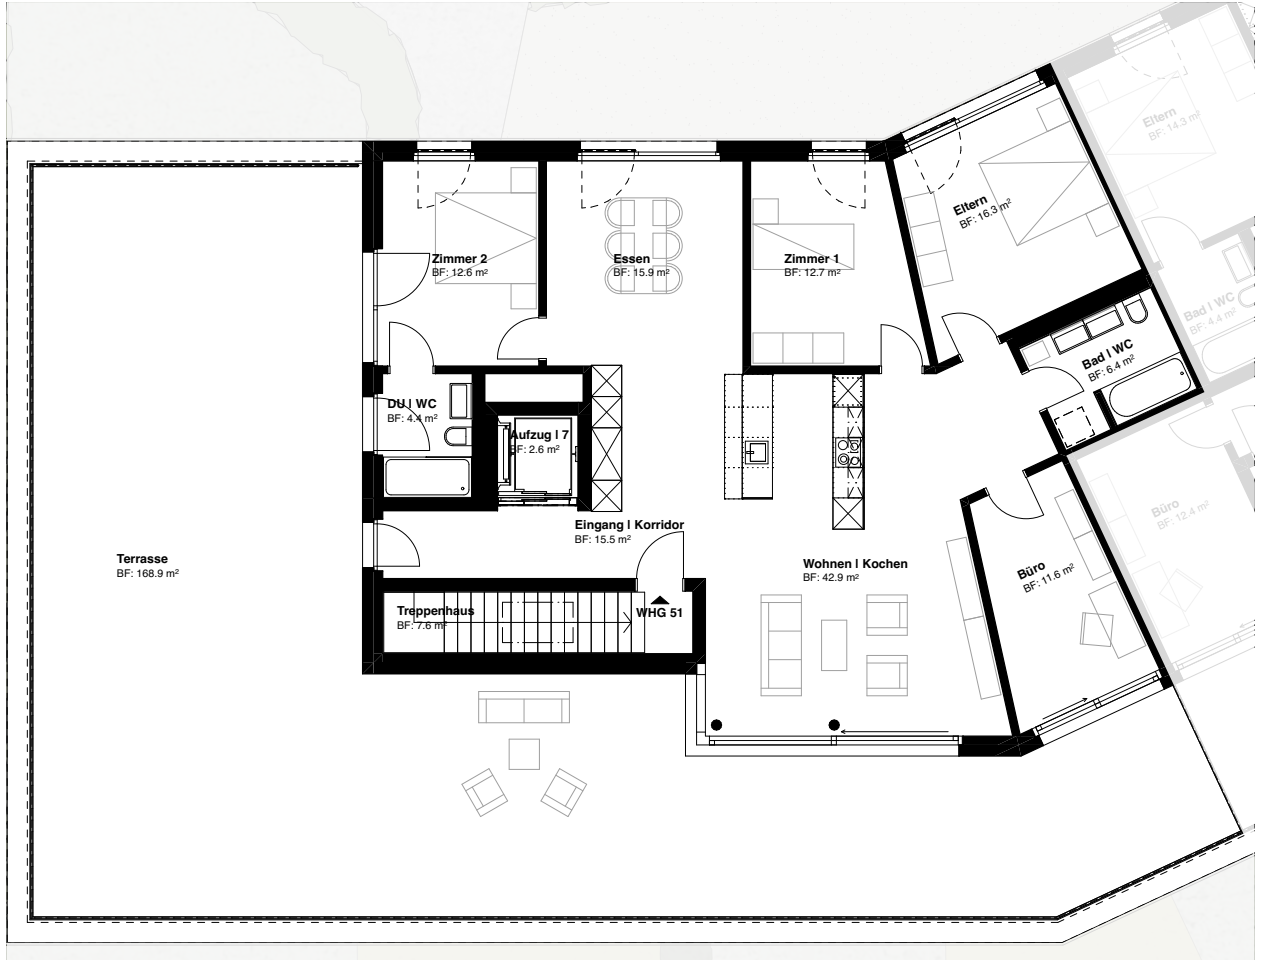 Eltern
BF: 14.3 m²
Eltern
BF: 16.3 m²
Zimmer 2
BF: 12.6 m²
Essen
BF: 15.9 m²
Zimmer 1
BF: 12.7 m²
Bad | WC
BF: 4.4 m²
Bad | WC
BF: 6.4 m²
DU | WC
BF: 4.4 m²
Aufzug | 7
BF: 2.6 m²
Eingang | Korridor
BF: 15.5 m²
Büro
BF: 12.4 m²
Terrasse
BF: 168.9 m²
Wohnen | Kochen
BF: 42.9 m²
Büro
BF: 11.6 m²
Treppenhaus
BF: 7.6 m²
WHG 51